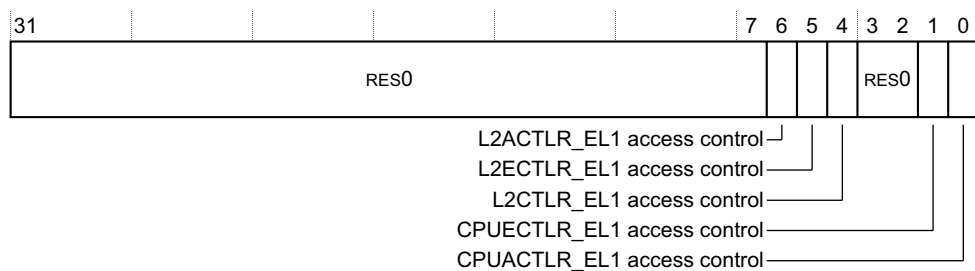 31 7 6 5 4 3 2 1 0
RES0 RES0
L2ACTLR_EL1 access control
L2ECTLR_EL1 access control
L2CTLR_EL1 access control
CPUECTLR_EL1 access control
CPUACTLR_EL1 access control